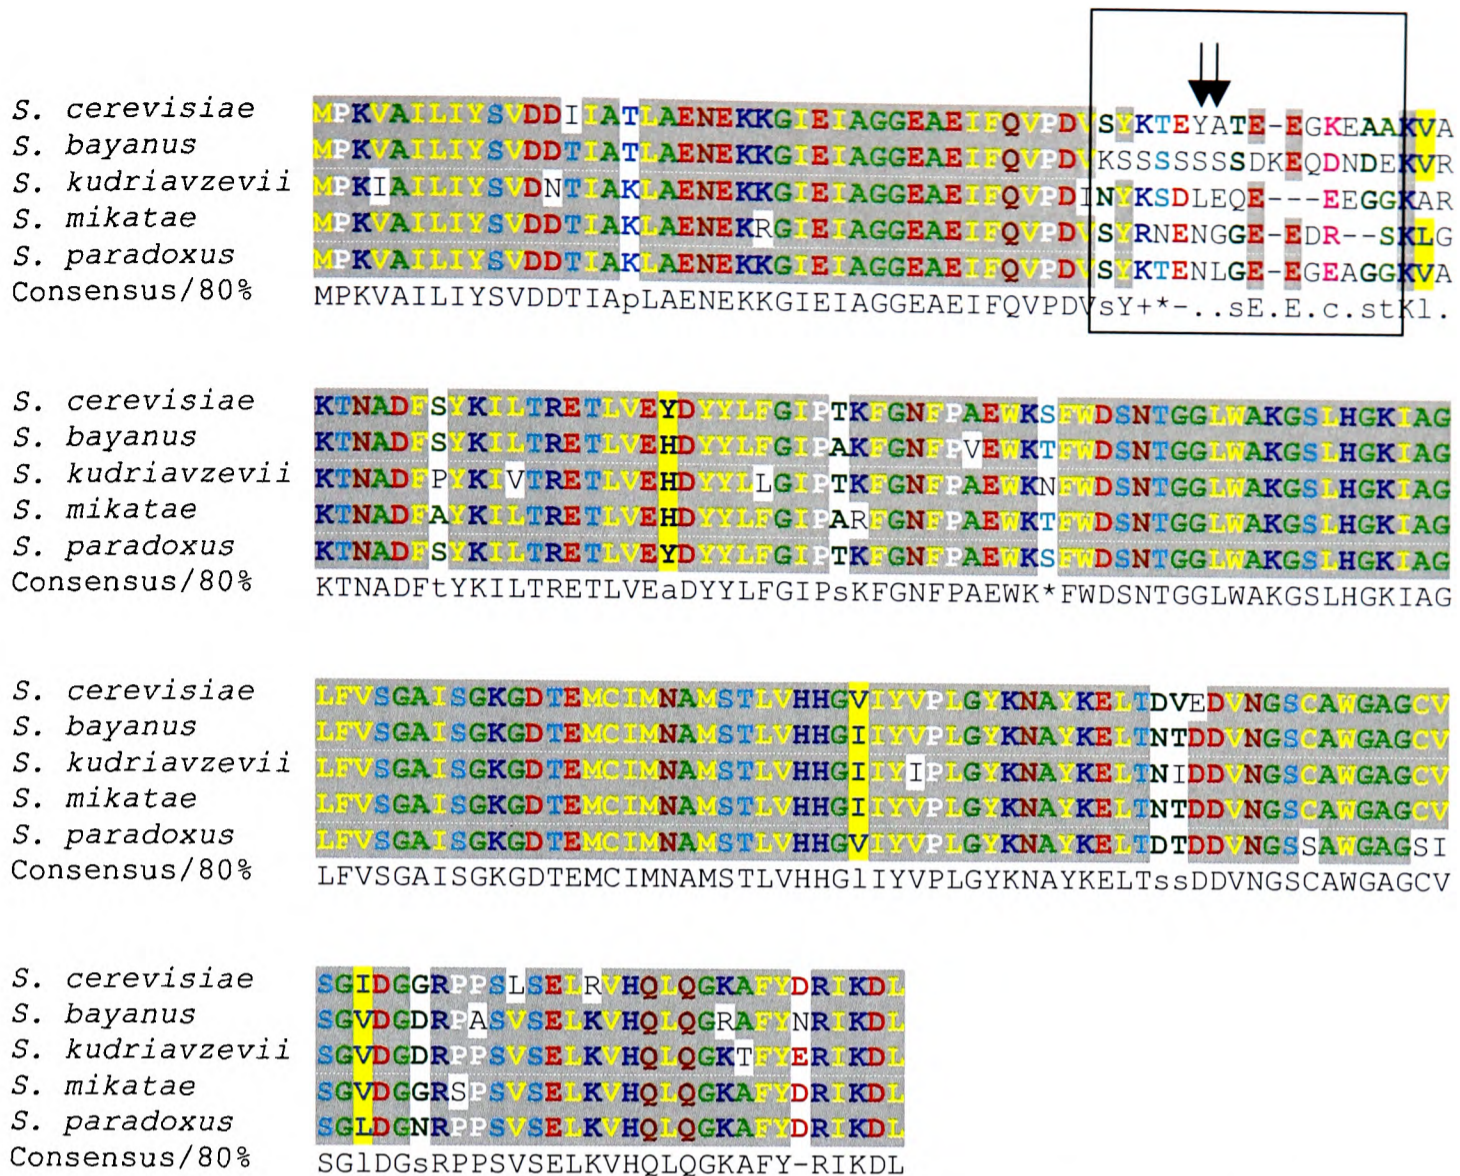 S. cerevisiae MPKVAILIYSVDDIIATLAENEKKGIEIAGGEAEIFQVPDVSYKTEYATE-EGKEAAKVA
S. bayanus MPKVAILIYSVDDTIATLAENEKKGIEIAGGEAEIFQVPDVKSSSSSSSDKEQDNDEKVR
S. kudriavzevii MPKIAILIYSVDNTIAKLAENEKKGIEIAGGEAEIFQVPDINYKSDLEQE---EEGGKAR
S. mikatae MPKVAILIYSVDDTIAKLAENEKRGIEIAGGEAEIFQVPDVSYRNENGGE-EDR--SKLG
S. paradoxus MPKVAILIYSVDDTIAKLAENEKKGIEIAGGEAEIFQVPDVSYKTENLGE-EGEAGGKVA
Consensus/80% MPKVAILIYSVDDTIApLAENEKKGIEIAGGEAEIFQVPDVsY+*-..sE.E.c.stKl.
S. cerevisiae KTNADFSYKILTRETLVEYDYYLFGIPTKFGNFPAEWKSFWDSNTGGLWAKGSLHGKIAG
S. bayanus KTNADFSYKILTRETLVEHDYYLFGIPAKFGNFPVEWKTFWDSNTGGLWAKGSLHGKIAG
S. kudriavzevii KTNADFPYKIVTRETLVEHDYYLLGIPTKFGNFPAEWKNFWDSNTGGLWAKGSLHGKIAG
S. mikatae KTNADFAYKILTRETLVEHDYYLFGIPARFGNFPAEWKTFWDSNTGGLWAKGSLHGKIAG
S. paradoxus KTNADFSYKILTRETLVEYDYYLFGIPTKFGNFPAEWKSFWDSNTGGLWAKGSLHGKIAG
Consensus/80% KTNADFtYKILTRETLVEaDYYLFGIPsKFGNFPAEWK*FWDSNTGGLWAKGSLHGKIAG
S. cerevisiae LFVSGAISGKGDTEMCIMNAMSTLVHHGVIYVPLGYKNAYKELTDVEDVNGSCAWGAGCV
S. bayanus LFVSGAISGKGDTEMCIMNAMSTLVHHGIIYVPLGYKNAYKELTNTDDVNGSCAWGAGCV
S. kudriavzevii LFVSGAISGKGDTEMCIMNAMSTLVHHGIIYIPLGYKNAYKELTNIDDVNGSCAWGAGCV
S. mikatae LFVSGAISGKGDTEMCIMNAMSTLVHHGIIYVPLGYKNAYKELTNTDDVNGSCAWGAGCV
S. paradoxus LFVSGAISGKGDTEMCIMNAMSTLVHHGVIYVPLGYKNAYKELTDTDDVNGSSAWGAGSI
Consensus/80% LFVSGAISGKGDTEMCIMNAMSTLVHHGlIYVPLGYKNAYKELTssDDVNGSCAWGAGCV
S. cerevisiae SGIDGGRPPSLSELRVHQLQGKAFYDRIKDL
S. bayanus SGVDGDRPASVSELKVHQLQGRAFYNRIKDL
S. kudriavzevii SGVDGDRPPSVSELKVHQLQGKTFYERIKDL
S. mikatae SGVDGGRSPSVSELKVHQLQGKAFYDRIKDL
S. paradoxus SGLDGNRPPSVSELKVHQLQGKAFYDRIKDL
Consensus/80% SGlDGsRPPSVSELKVHQLQGKAFY-RIKDL